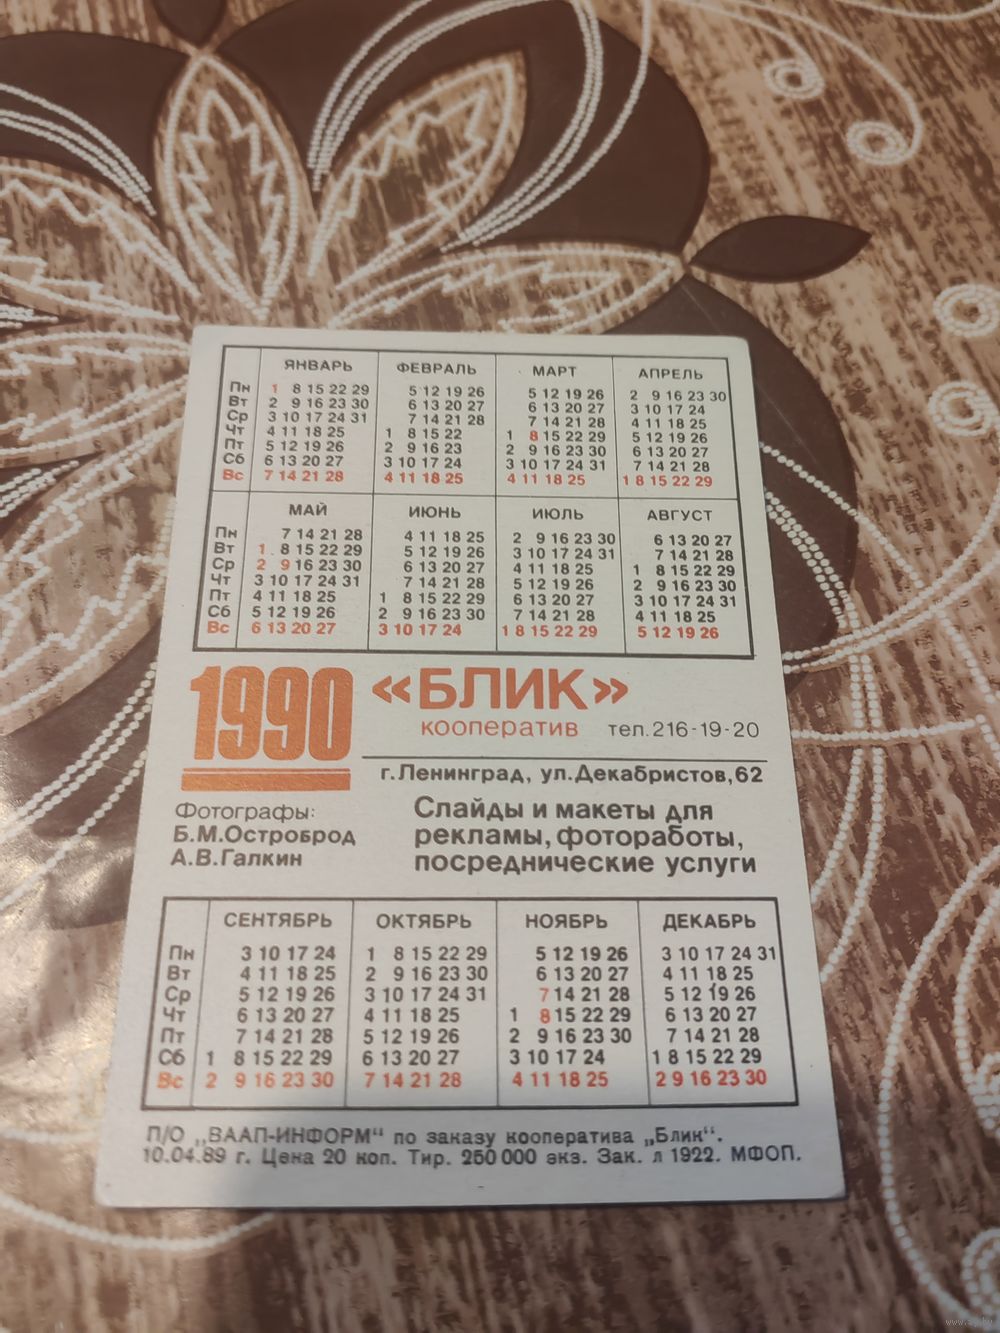 ЯНВАРЬ ФЕВРАЛЬ МАРТ АПРЕЛЬ
Пн 1 8 15 22 29 5 12 19 26 5 12 19 26 2 9 16 23 30
Вт 2 9 16 23 30 6 13 20 27 6 13 20 27 3 10 17 24
Ср 3 10 17 24 31 7 14 21 28 7 14 21 28 4 11 18 25
Чт 4 11 18 25 1 8 15 22 1 8 15 22 29 5 12 19 26
Пт 5 12 19 26 2 9 16 23 2 9 16 23 30 6 13 20 27
Сб 6 13 20 27 3 10 17 24 3 10 17 24 31 7 14 21 28
Вс 7 14 21 28 4 11 18 25 4 11 18 25 1 8 15 22 29
МАЙ ИЮНЬ ИЮЛЬ АВГУСТ
Пн 7 14 21 28 4 11 18 25 2 9 16 23 30 6 13 20 27
Вт 1 8 15 22 29 5 12 19 26 3 10 17 24 31 7 14 21 28
Ср 2 9 16 23 30 6 13 20 27 4 11 18 25 1 8 15 22 29
Чт 3 10 17 24 31 7 14 21 28 5 12 19 26 2 9 16 23 30
Пт 4 11 18 25 1 8 15 22 29 6 13 20 27 3 10 17 24 31
Сб 5 12 19 26 2 9 16 23 30 7 14 21 28 4 11 18 25
Вс 6 13 20 27 3 10 17 24 1 8 15 22 29 5 12 19 26
1990 «БЛИК»
кооператив тел.216-19-20
г.Ленинград, ул.Декабристов,62
Фотографы:
Б.М.Остроброд
А.В.Галкин
Слайды и макеты для
рекламы, фотоработы,
посреднические услуги
СЕНТЯБРЬ ОКТЯБРЬ НОЯБРЬ ДЕКАБРЬ
Пн 3 10 17 24 1 8 15 22 29 5 12 19 26 3 10 17 24 31
Вт 4 11 18 25 2 9 16 23 30 6 13 20 27 4 11 18 25
Ср 5 12 19 26 3 10 17 24 31 7 14 21 28 5 12 19 26
Чт 6 13 20 27 4 11 18 25 1 8 15 22 29 6 13 20 27
Пт 7 14 21 28 5 12 19 26 2 9 16 23 30 7 14 21 28
Сб 1 8 15 22 29 6 13 20 27 3 10 17 24 1 8 15 22 29
Вс 2 9 16 23 30 7 14 21 28 4 11 18 25 2 9 16 23 30
П/О „ВААП-ИНФОРМ“ по заказу кооператива „Блик“.
10.04.89 г. Цена 20 коп. Тир. 250 000 экз. Зак. л 1922. МФОП.